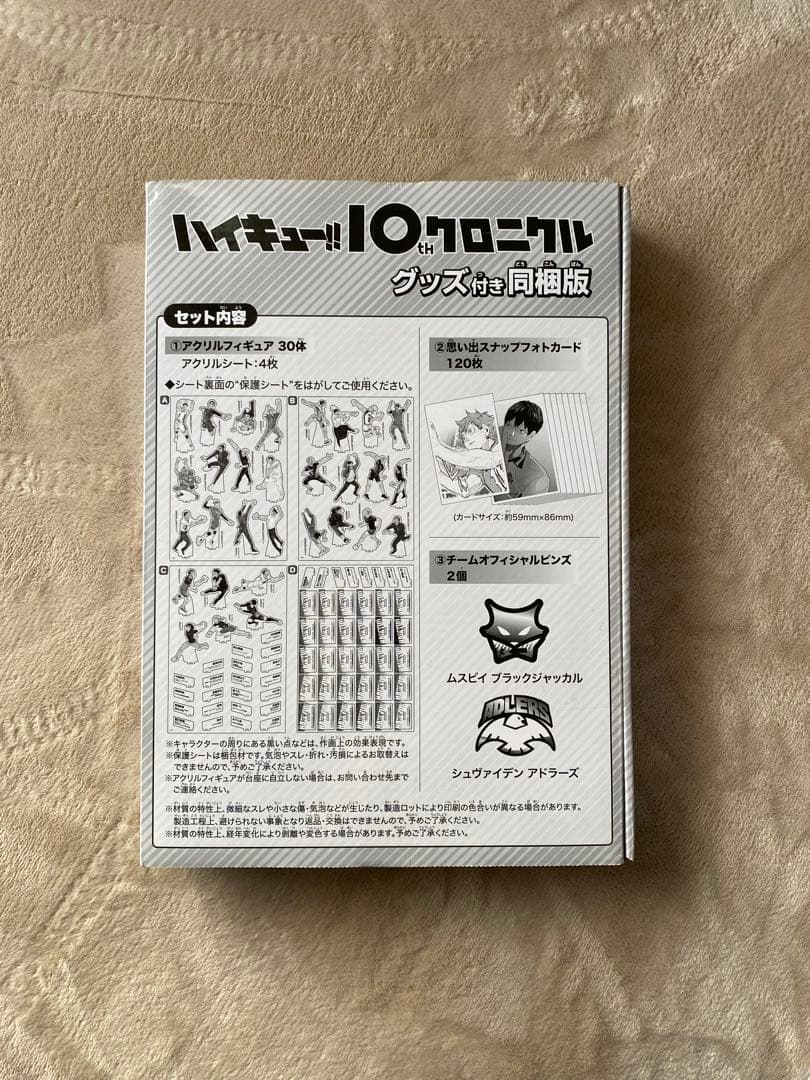 ハイキュー!!10thクロニクル
グッズ付き同梱版
セット内容
①アクリルフィギュア 30体
アクリルシート:4枚
◆シート裏面の“保護シート”をはがしてご使用ください。
A
B
C
D
※キャラクターの周りにある黒い点などは、作画上の効果表現です。
※保護シートは梱包材です。気泡やスレ・折れ・汚損によるお取替えは
できませんので、予めご了承ください。
※アクリルフィギュアが台座に自立しない場合は、お問い合わせ先まで
ご連絡ください。
②思い出スナップフォトカード
120枚
(カードサイズ:約59mm×86mm)
③チームオフィシャルピンズ
2個
ムスビイ ブラックジャッカル
ADLERS
シュヴァイデン アドラーズ
※材質の特性上、微細なスレや小さな傷・気泡などが生じたり、製造ロットにより印刷の色合いが異なる場合があります。
製造工程上、避けられない事象となり返品・交換はできませんので、予めご了承ください。
※材質の特性上、経年変化により剥離や変色する場合があります。予めご了承ください。